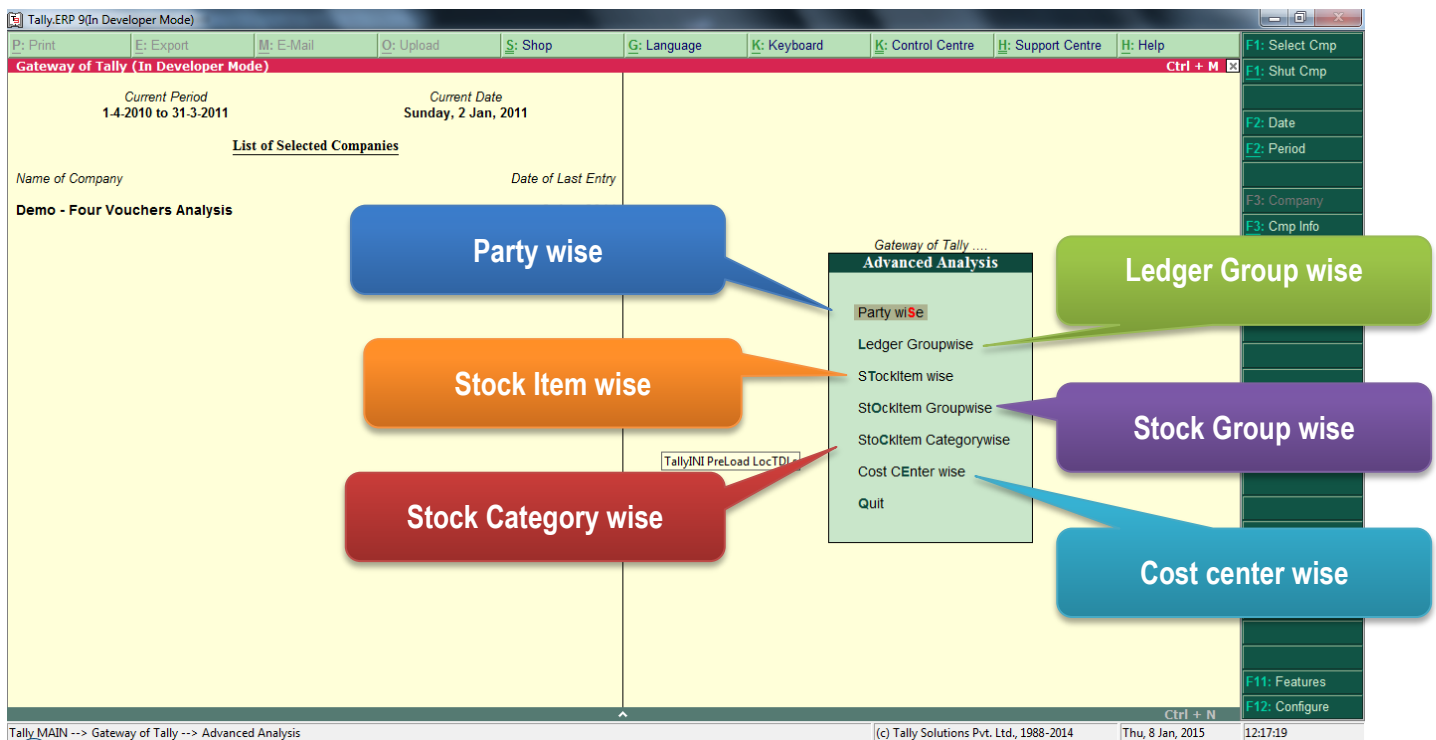 Tally.ERP 9(In Developer Mode)
P: Print E: Export M: E-Mail O: Upload S: Shop G: Language K: Keyboard K: Control Centre H: Support Centre H: Help
F1: Select Cmp
Gateway of Tally (In Developer Mode) Ctrl + M
F1: Shut Cmp
Current Period Current Date
1-4-2010 to 31-3-2011 Sunday, 2 Jan, 2011
F2: Date
List of Selected Companies
F2: Period
Name of Company Date of Last Entry
F3: Company
Demo - Four Vouchers Analysis
F3: Cmp Info
Party wise
Gateway of Tally ....
Advanced Analysis
Ledger Group wise
Party wiSe
Ledger Groupwise
STockItem wise
Stock Item wise
StOckItem Groupwise
Stock Group wise
StoCkItem Categorywise
TallyINI PreLoad
Cost CEnter wise
Quit
Stock Category wise
Cost center wise
F11: Features
F12: Configure
Ctrl + N
Tally MAIN --> Gateway of Tally --> Advanced Analysis (c) Tally Solutions Pvt. Ltd., 1988-2014 Thu, 8 Jan, 2015 12:17:19